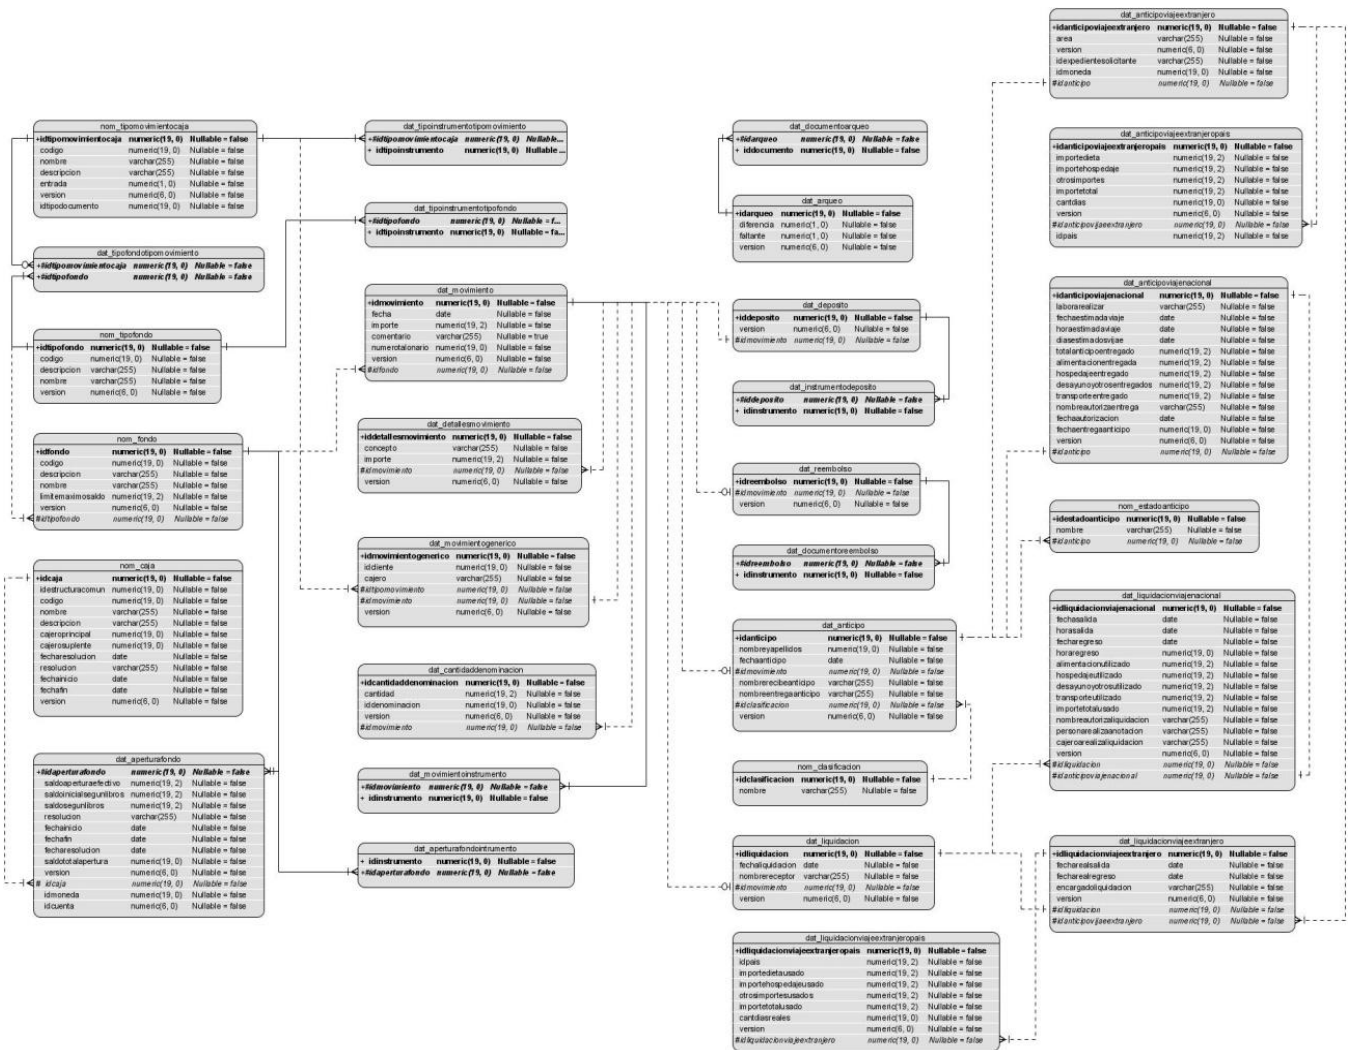 nom_tipomovimientocaja
+idtipomovimientocaja numeric(19, 0) Nullable = false
codigo numeric(19, 0) Nullable = false
nombre varchar(255) Nullable = false
descripcion varchar(255) Nullable = false
entrada numeric(1, 0) Nullable = false
version numeric(6, 0) Nullable = false
idtipodocumento numeric(19, 0) Nullable = false
dat_tipofondotipomovimiento
+#idtipomovimientocaja numeric(19, 0) Nullable = false
+#idtipofondo numeric(19, 0) Nullable = false
nom_tipofondo
+idtipofondo numeric(19, 0) Nullable = false
codigo numeric(19, 0) Nullable = false
descripcion varchar(255) Nullable = false
nombre varchar(255) Nullable = false
version numeric(6, 0) Nullable = false
nom_fondo
+idfondo numeric(19, 0) Nullable = false
codigo numeric(19, 0) Nullable = false
descripcion varchar(255) Nullable = false
nombre varchar(255) Nullable = false
limitemaximosaldo numeric(19, 2) Nullable = false
version numeric(6, 0) Nullable = false
#idtipofondo numeric(19, 0) Nullable = false
nom_caja
+idcaja numeric(19, 0) Nullable = false
idestructuracomun numeric(19, 0) Nullable = false
codigo numeric(19, 0) Nullable = false
nombre varchar(255) Nullable = false
descripcion varchar(255) Nullable = false
cajeroprincipal numeric(19, 0) Nullable = false
cajerosuplente numeric(19, 0) Nullable = false
fecharesolucion date Nullable = false
resolucion varchar(255) Nullable = false
fechainicio date Nullable = false
fechafin date Nullable = false
version numeric(6, 0) Nullable = false
dat_aperturafondo
+#idaperturafondo numeric(19, 0) Nullable = false
saldoaperturaefectivo numeric(19, 2) Nullable = false
saldoinicialsegunlibros numeric(19, 2) Nullable = false
saldosegunlibros numeric(19, 2) Nullable = false
resolucion varchar(255) Nullable = false
fechainicio date Nullable = false
fechafin date Nullable = false
fecharesolucion date Nullable = false
saldototalapertura numeric(19, 0) Nullable = false
version numeric(6, 0) Nullable = false
# idcaja numeric(19, 0) Nullable = false
idmoneda numeric(19, 0) Nullable = false
idcuenta numeric(6, 0) Nullable = false
dat_tipoinstrumentotipomovimiento
+#idtipomovimientocaja numeric(19, 0) Nullable...
+ idtipoinstrumento numeric(19, 0) Nullable ...
dat_tipoinstrumentotipofondo
+#idtipofondo numeric(19, 0) Nullable = f...
+ idtipoinstrumento numeric(19, 0) Nullable = fa...
dat_movimiento
+idmovimiento numeric(19, 0) Nullable = false
fecha date Nullable = false
importe numeric(19, 2) Nullable = false
comentario varchar(255) Nullable = true
numerotalonario numeric(19, 0) Nullable = false
version numeric(6, 0) Nullable = false
#idfondo numeric(19, 0) Nullable = false
dat_detallesmovimiento
+iddetallesmovimiento numeric(19, 0) Nullable = false
concepto varchar(255) Nullable = false
importe numeric(19, 2) Nullable = false
#idmovimiento numeric(19, 0) Nullable = false
version numeric(6, 0) Nullable = false
dat_movimientogenerico
+idmovimientogenerico numeric(19, 0) Nullable = false
idcliente numeric(19, 0) Nullable = false
cajero varchar(255) Nullable = false
#idtipomovimiento numeric(19, 0) Nullable = false
#idmovimiento numeric(19, 0) Nullable = false
version numeric(6, 0) Nullable = false
dat_cantidaddenominacion
+idcantidaddenominacion numeric(19, 0) Nullable = false
cantidad numeric(19, 2) Nullable = false
iddenominacion numeric(19, 0) Nullable = false
version numeric(6, 0) Nullable = false
#idmovimiento numeric(19, 0) Nullable = false
dat_movimientoinstrumento
+#idmovimiento numeric(19, 0) Nullable = false
+ idinstrumento numeric(19, 0) Nullable = false
dat_aperturafondointrumento
+ idinstrumento numeric(19, 0) Nullable = false
+#idaperturafondo numeric(19, 0) Nullable = false
dat_documentoarqueo
+#idarqueo numeric(19, 0) Nullable = false
+ iddocumento numeric(19, 0) Nullable = false
dat_arqueo
+idarqueo numeric(19, 0) Nullable = false
diferencia numeric(1, 0) Nullable = false
faltante numeric(1, 0) Nullable = false
version numeric(6, 0) Nullable = false
dat_deposito
+iddeposito numeric(19, 0) Nullable = false
version numeric(6, 0) Nullable = false
#idmovimiento numeric(19, 0) Nullable = false
dat_instrumentodeposito
+#iddeposito numeric(19, 0) Nullable = false
+ idinstrumento numeric(19, 0) Nullable = false
dat_reembolso
+idreembolso numeric(19, 0) Nullable = false
#idmovimiento numeric(19, 0) Nullable = false
version numeric(6, 0) Nullable = false
dat_documentoreembolso
+#idreembolso numeric(19, 0) Nullable = false
+ idinstrumento numeric(19, 0) Nullable = false
dat_anticipo
+idanticipo numeric(19, 0) Nullable = false
nombreyapellidos numeric(19, 0) Nullable = false
fechaanticipo date Nullable = false
#idmovimiento numeric(19, 0) Nullable = false
nombrerecibeanticipo varchar(255) Nullable = false
nombreentregaanticipo varchar(255) Nullable = false
#idclasificacion numeric(19, 0) Nullable = false
version numeric(6, 0) Nullable = false
nom_clasificacion
+idclasificacion numeric(19, 0) Nullable = false
nombre varchar(255) Nullable = false
dat_liquidacion
+idliquidacion numeric(19, 0) Nullable = false
fechaliquidacion date Nullable = false
nombrereceptor varchar(255) Nullable = false
#idmovimiento numeric(19, 0) Nullable = false
version numeric(6, 0) Nullable = false
dat_liquidacionviajeextranjeropais
+idliquidacionviajeextranjeropais numeric(19, 0) Nullable = false
idpais numeric(19, 2) Nullable = false
importedietausado numeric(19, 2) Nullable = false
importehospedajeusado numeric(19, 2) Nullable = false
otrosimportesusados numeric(19, 2) Nullable = false
importetotalusado numeric(19, 2) Nullable = false
cantdiasreales numeric(19, 0) Nullable = false
version numeric(6, 0) Nullable = false
#idliquidacionviajeextranjero numeric(19, 0) Nullable = false
dat_anticipoviajeextranjero
+idanticipoviajeextranjero numeric(19, 0) Nullable = false
area varchar(255) Nullable = false
version numeric(6, 0) Nullable = false
idexpedientesolicitante varchar(255) Nullable = false
idmoneda numeric(19, 0) Nullable = false
#idanticipo numeric(19, 0) Nullable = false
dat_anticipoviajeextranjeropais
+idanticipoviajeextranjeropais numeric(19, 0) Nullable = false
importedieta numeric(19, 2) Nullable = false
importehospedaje numeric(19, 2) Nullable = false
otrosimportes numeric(19, 2) Nullable = false
importetotal numeric(19, 2) Nullable = false
cantdias numeric(19, 0) Nullable = false
version numeric(6, 0) Nullable = false
#idanticipovijaeextranjero numeric(19, 0) Nullable = false
idpais numeric(19, 2) Nullable = false
dat_anticipoviajenacional
+idanticipoviajenacional numeric(19, 0) Nullable = false
laborarealizar varchar(255) Nullable = false
fechaestimadaviaje date Nullable = false
horaestimadaviaje date Nullable = false
diasestimadosvijae date Nullable = false
totalanticipoentregado numeric(19, 2) Nullable = false
alimentacionentregada numeric(19, 2) Nullable = false
hospedajeentregado numeric(19, 2) Nullable = false
desayunoyotrosentregados numeric(19, 2) Nullable = false
transporteentregado numeric(19, 2) Nullable = false
nombreautorizaentrega varchar(255) Nullable = false
fechaautorizacion date Nullable = false
fechaentregaanticipo numeric(19, 0) Nullable = false
version numeric(6, 0) Nullable = false
#idanticipo numeric(19, 0) Nullable = false
nom_estadoanticipo
+idestadoanticipo numeric(19, 0) Nullable = false
nombre varchar(255) Nullable = false
#idanticipo numeric(19, 0) Nullable = false
dat_liquidacionviajenacional
+idliquidacionviajenacional numeric(19, 0) Nullable = false
fechasalida date Nullable = false
horasalida date Nullable = false
fecharegreso date Nullable = false
horaregreso numeric(19, 0) Nullable = false
alimentacionutilizado numeric(19, 2) Nullable = false
hospedajeutilizado numeric(19, 2) Nullable = false
desayunoyotrosutilizado numeric(19, 2) Nullable = false
transporteutilizado numeric(19, 2) Nullable = false
importetotalusado numeric(19, 2) Nullable = false
nombreautorizaliquidacion varchar(255) Nullable = false
personarealizaanotacion varchar(255) Nullable = false
cajeroarealizaliquidacion varchar(255) Nullable = false
version numeric(6, 0) Nullable = false
#idliquidacion numeric(19, 0) Nullable = false
#idanticipoviajenacional numeric(19, 0) Nullable = false
dat_liquidacionviajeextranjero
+idliquidacionviajeextranjero numeric(19, 0) Nullable = false
fecharealsalida date Nullable = false
fecharealregreso date Nullable = false
encargadoliquidacion varchar(255) Nullable = false
version numeric(6, 0) Nullable = false
#idliquidacion numeric(19, 0) Nullable = false
#idanticipovijaeextranjero numeric(19, 0) Nullable = false